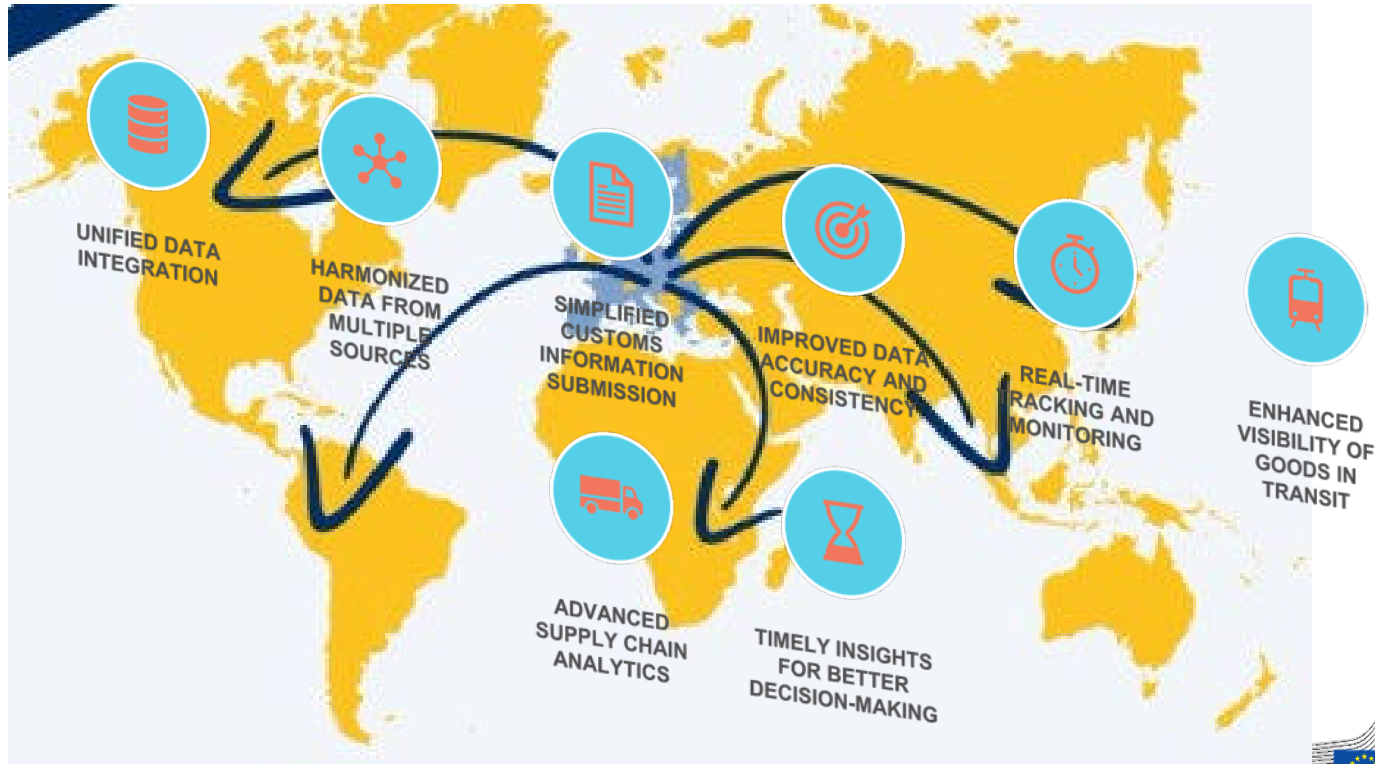 UNIFIED DATA
INTEGRATION
HARMONIZED
DATA FROM
MULTIPLE
SOURCES
SIMPLIFIED
CUSTOMS
INFORMATION
SUBMISSION
IMPROVED DATA
ACCURACY AND
CONSISTENCY
REAL-TIME
TRACKING AND
MONITORING
ENHANCED
VISIBILITY OF
GOODS IN
TRANSIT
ADVANCED
SUPPLY CHAIN
ANALYTICS
TIMELY INSIGHTS
FOR BETTER
DECISION-MAKING